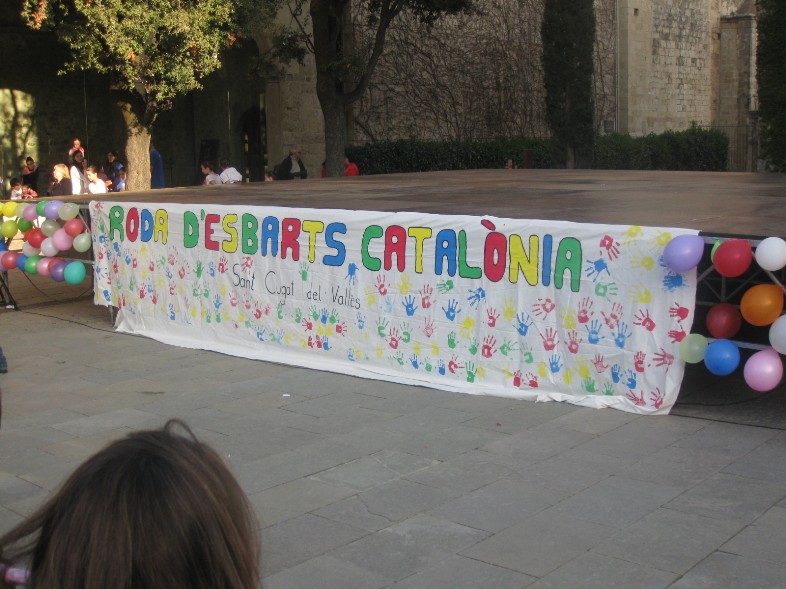 RODA D'ESBARTS CATALÒNIA
Sant Cugat del Vallès